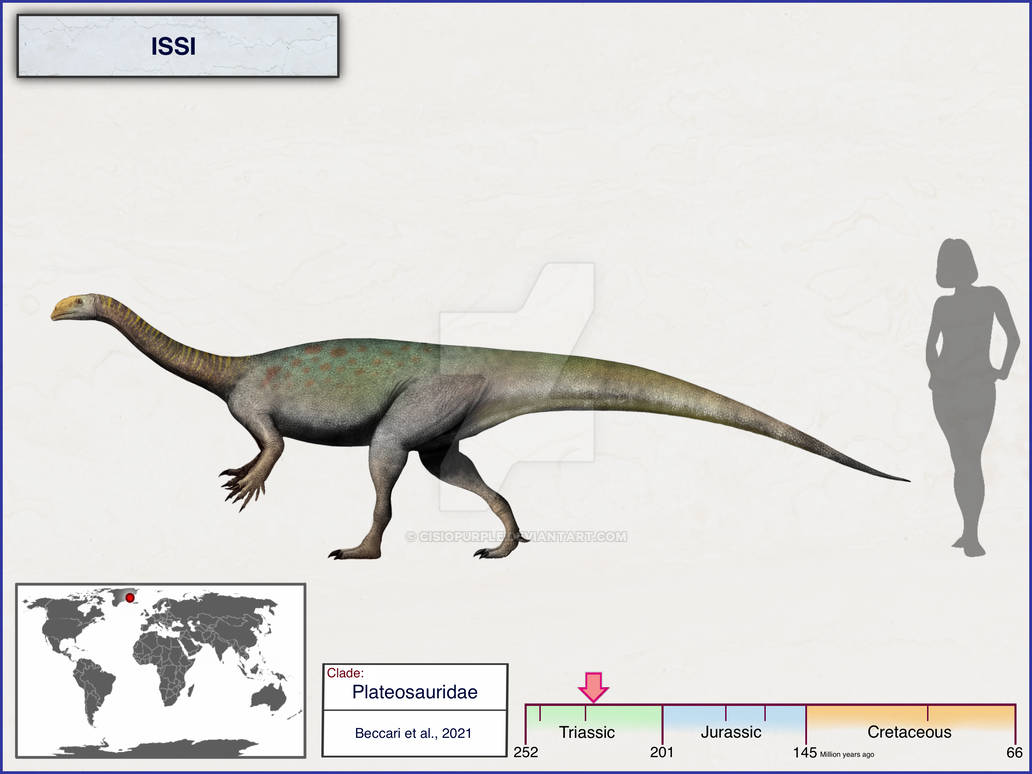 ISSI
© CISIOPURPLE.DEVIANTART.COM
Clade:
Plateosauridae
Beccari et al., 2021
Triassic
Jurassic
Cretaceous
252
201
145 Million years ago
66